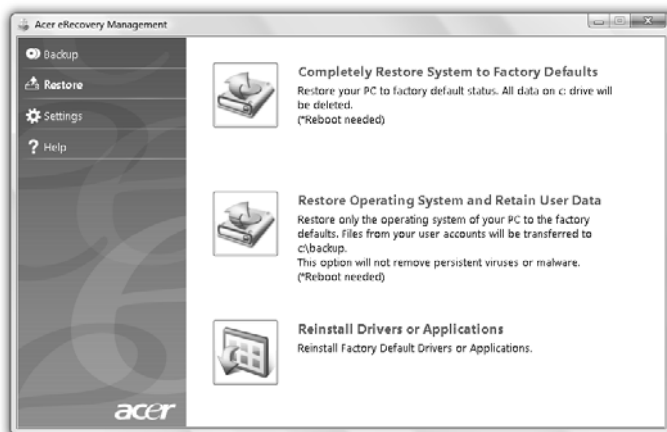 Acer eRecovery Management
Backup
Restore
Settings
? Help
Completely Restore System to Factory Defaults
Restore your PC to factory default status. All data on c: drive will
be deleted.
(*Reboot needed)
Restore Operating System and Retain User Data
Restore only the operating system of your PC to the factory
defaults. Files from your user accounts will be transferred to
c:\backup.
This option will not remove persistent viruses or malware.
(*Reboot needed)
Reinstall Drivers or Applications
Reinstall Factory Default Drivers or Applications.
acer